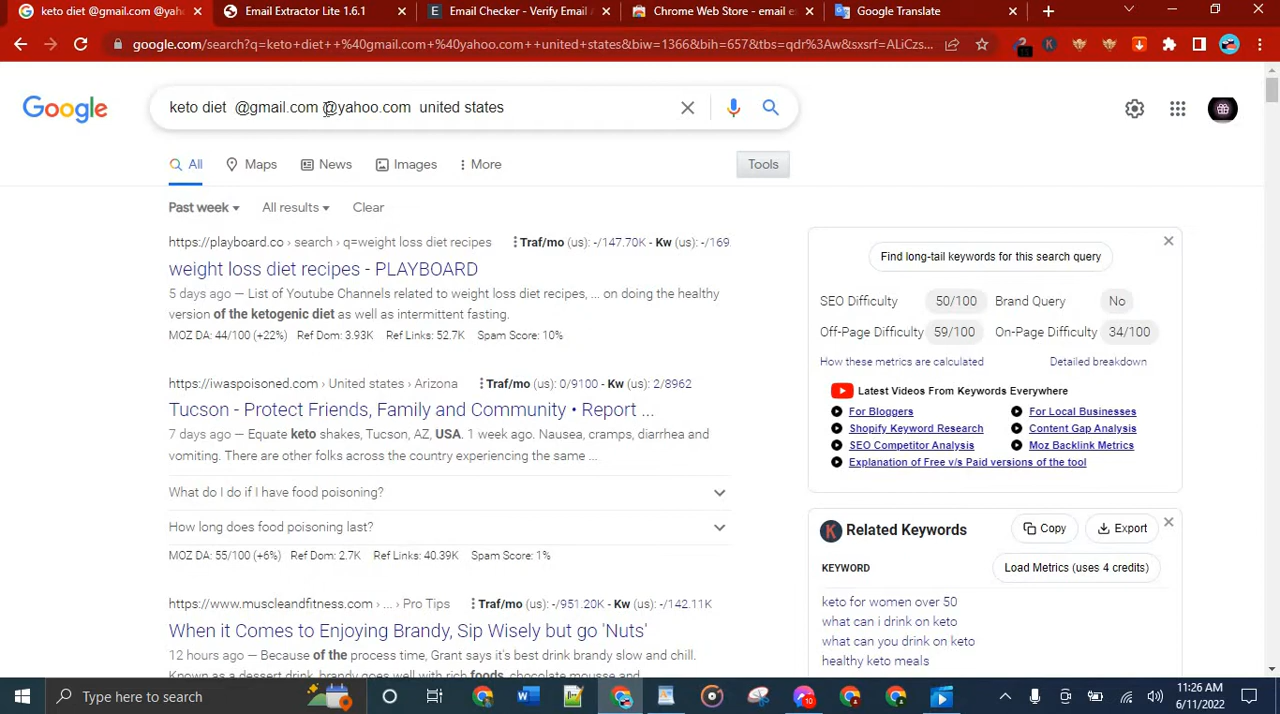 keto diet @gmail.com @yaho
Email Extractor Lite 1.6.1
Email Checker - Verify Email A
Chrome Web Store - email ex
Google Translate
google.com/search?q=keto+diet++%40gmail.com+%40yahoo.com++united+states&biw=1366&bih=657&tbs=qdr%3Aw&sxsrf=ALiCzs...
Google
keto diet @gmail.com @yahoo.com united states
All Maps News Images More Tools
Past week All results Clear
https://playboard.co › search › q=weight loss diet recipes Traf/mo (us): -/147.70K - Kw (us): -/169
weight loss diet recipes - PLAYBOARD
5 days ago — List of Youtube Channels related to weight loss diet recipes, ... on doing the healthy
version of the ketogenic diet as well as intermittent fasting.
MOZ DA: 44/100 (+22%) Ref Dom: 3.93K Ref Links: 52.7K Spam Score: 10%
https://iwaspoisoned.com › United states › Arizona Traf/mo (us): 0/9100 - Kw (us): 2/8962
Tucson - Protect Friends, Family and Community • Report ...
7 days ago — Equate keto shakes, Tucson, AZ, USA. 1 week ago. Nausea, cramps, diarrhea and
vomiting. There are other folks across the country experiencing the same ...
What do I do if I have food poisoning?
How long does food poisoning last?
MOZ DA: 55/100 (+6%) Ref Dom: 2.7K Ref Links: 40.39K Spam Score: 1%
https://www.muscleandfitness.com › ... › Pro Tips Traf/mo (us): -/951.20K - Kw (us): -/142.11K
When it Comes to Enjoying Brandy, Sip Wisely but go 'Nuts'
12 hours ago — Because of the process time, Grant says it's best drink brandy slow and chill.
Known as a dessert drink, brandy goes well with rich foods, chocolate mousse and
Find long-tail keywords for this search query
SEO Difficulty 50/100 Brand Query No
Off-Page Difficulty 59/100 On-Page Difficulty 34/100
How these metrics are calculated Detailed breakdown
Latest Videos From Keywords Everywhere
For Bloggers For Local Businesses
Shopify Keyword Research Content Gap Analysis
SEO Competitor Analysis Moz Backlink Metrics
Explanation of Free v/s Paid versions of the tool
Related Keywords Copy Export
KEYWORD Load Metrics (uses 4 credits)
keto for women over 50
what can i drink on keto
what can you drink on keto
healthy keto meals
Type here to search
11:26 AM
6/11/2022